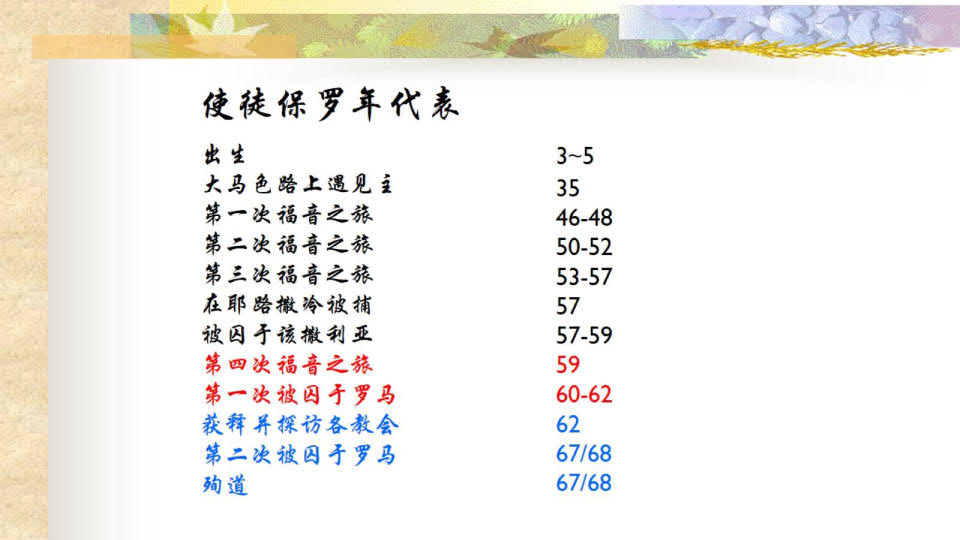 使徒保罗年代表
出生 3~5
大马色路上遇见主 35
第一次福音之旅 46-48
第二次福音之旅 50-52
第三次福音之旅 53-57
在耶路撒冷被捕 57
被囚于该撒利亚 57-59
第四次福音之旅 59
第一次被囚于罗马 60-62
获释并探访各教会 62
第二次被囚于罗马 67/68
殉道 67/68